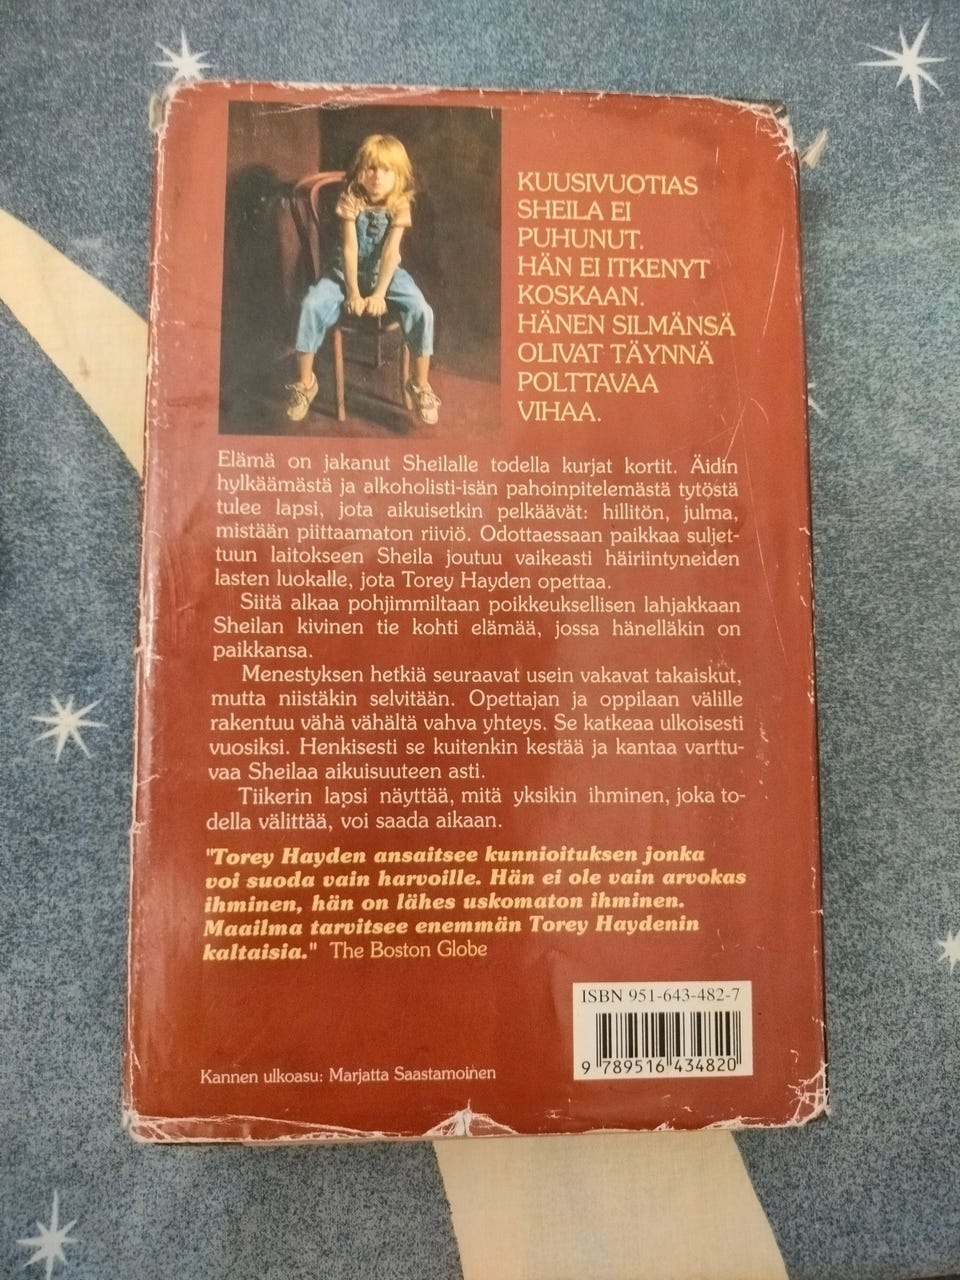 KUUSIVUOTIAS
SHEILA EI
PUHUNUT.
HÄN EI ITKENYT
KOSKAAN.
HÄNEN SILMÄNSÄ
OLIVAT TÄYNNÄ
POLTTAVAA
VIHAA.
Elämä on jakanut Sheilalle todella kurjat kortit. Äidin
hylkäämästä ja alkoholisti-isän pahoinpitelemästä tytöstä
tulee lapsi, jota aikuisetkin pelkäävät: hillitön, julma,
mistään piittaamaton riiviö. Odottaessaan paikkaa suljet-
tuun laitokseen Sheila joutuu vaikeasti häiriintyneiden
lasten luokalle, jota Torey Hayden opettaa.
Siitä alkaa pohjimmiltaan poikkeuksellisen lahjakkaan
Sheilan kivinen tie kohti elämää, jossa hänelläkin on
paikkansa.
Menestyksen hetkiä seuraavat usein vakavat takaiskut,
mutta niistäkin selvitään. Opettajan ja oppilaan välille
rakentuu vähä vähältä vahva yhteys. Se katkeaa ulkoisesti
vuosiksi. Henkisesti se kuitenkin kestää ja kantaa varttu-
vaa Sheilaa aikuisuuteen asti.
Tiikerin lapsi näyttää, mitä yksikin ihminen, joka to-
della välittää, voi saada aikaan.
"Torey Hayden ansaitsee kunnioituksen jonka
voi suoda vain harvoille. Hän ei ole vain arvokas
ihminen, hän on lähes uskomaton ihminen.
Maailma tarvitsee enemmän Torey Haydenin
kaltaisia." The Boston Globe
ISBN 951-643-482-7
9 789516 434820
Kannen ulkoasu: Marjatta Saastamoinen